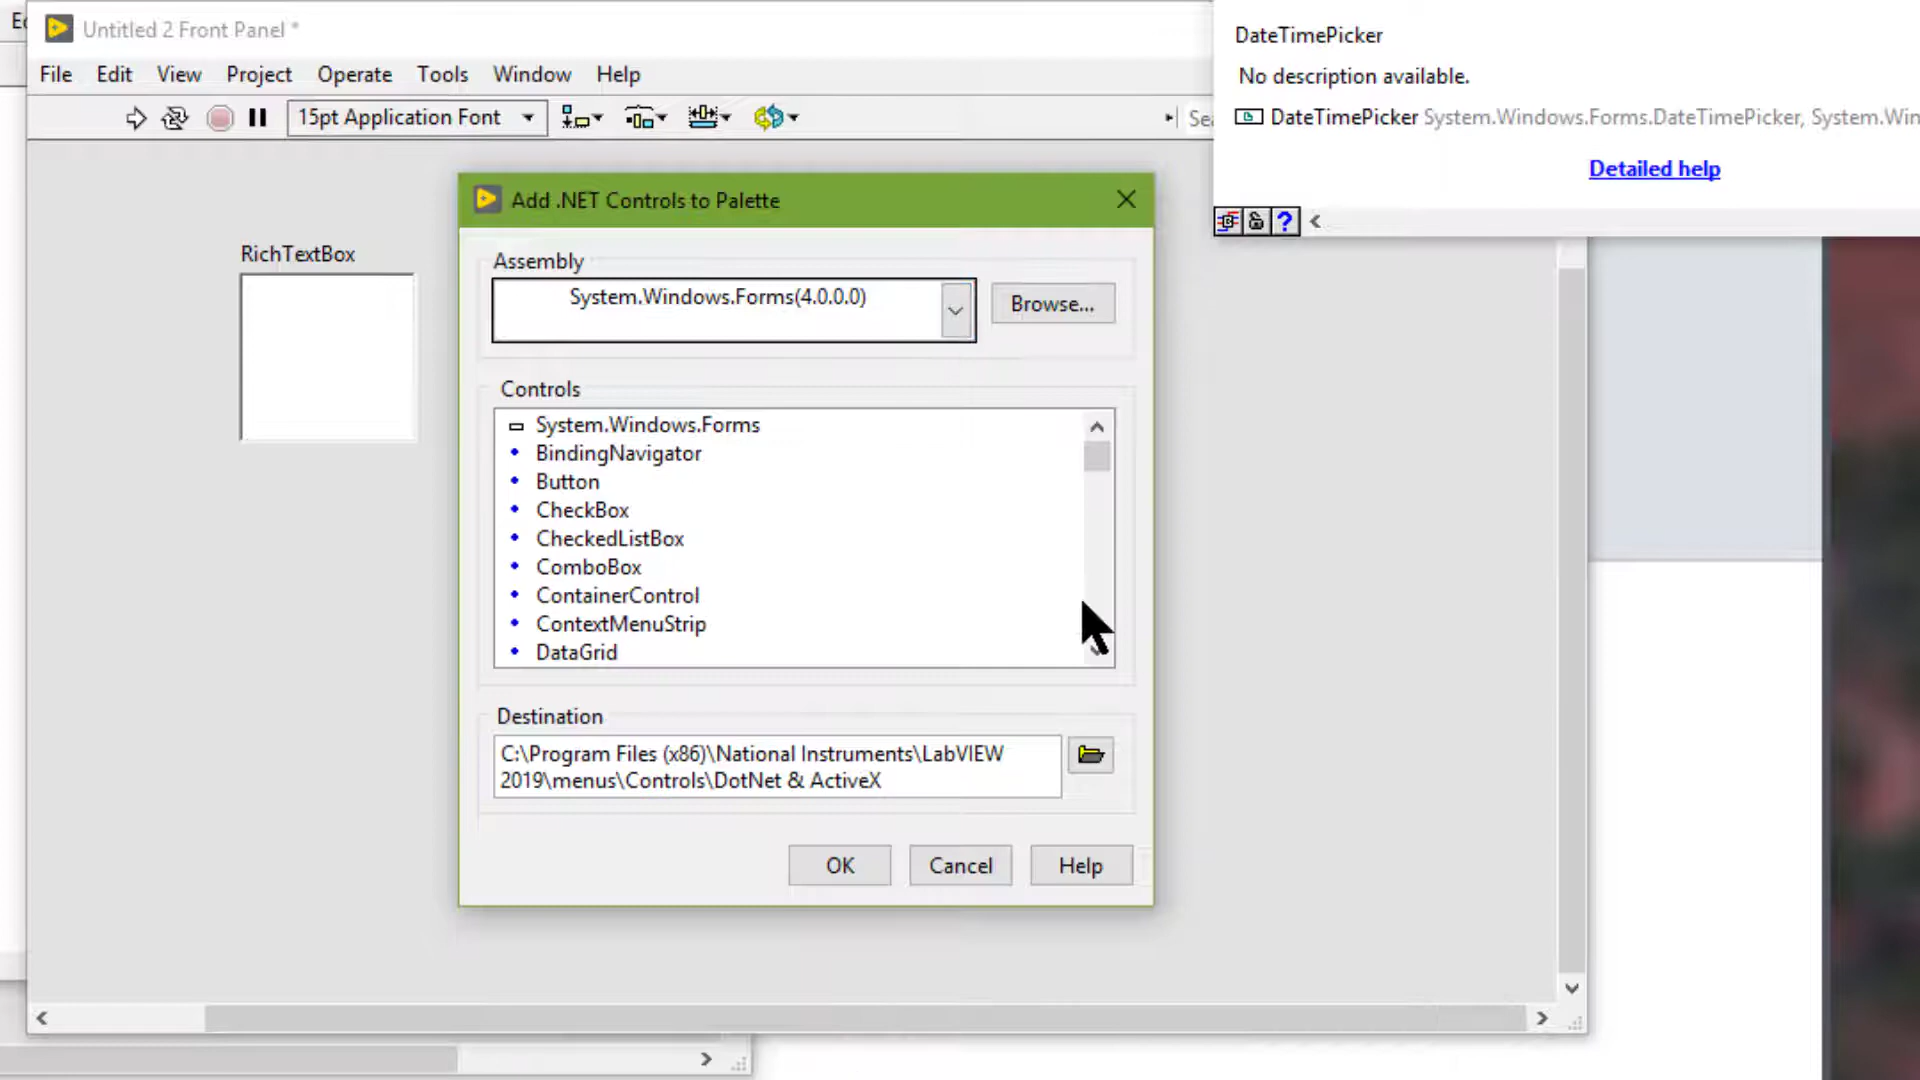 Untitled 2 Front Panel *
File Edit View Project Operate Tools Window Help
15pt Application Font
DateTimePicker
No description available.
DateTimePicker System.Windows.Forms.DateTimePicker, System.Win
Detailed help
?
RichTextBox
Add .NET Controls to Palette
Assembly
System.Windows.Forms(4.0.0.0)
Browse...
Controls
System.Windows.Forms
BindingNavigator
Button
CheckBox
CheckedListBox
ComboBox
ContainerControl
ContextMenuStrip
DataGrid
Destination
C:\Program Files (x86)\National Instruments\LabVIEW
2019\menus\Controls\DotNet & ActiveX
OK Cancel Help